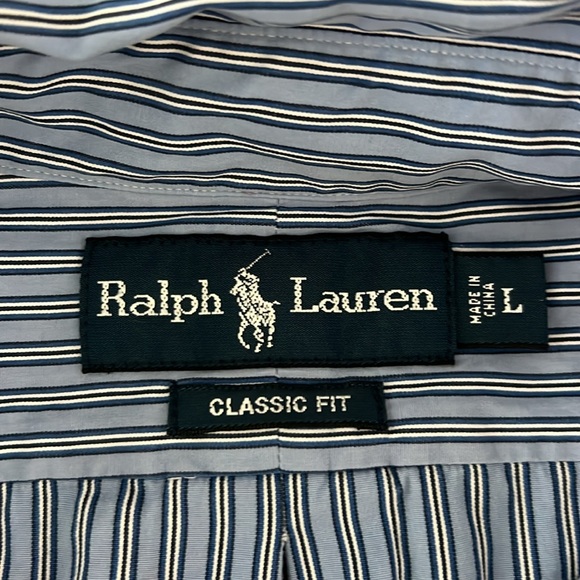 Ralph Lauren
MADE IN
CHINA
L
CLASSIC FIT